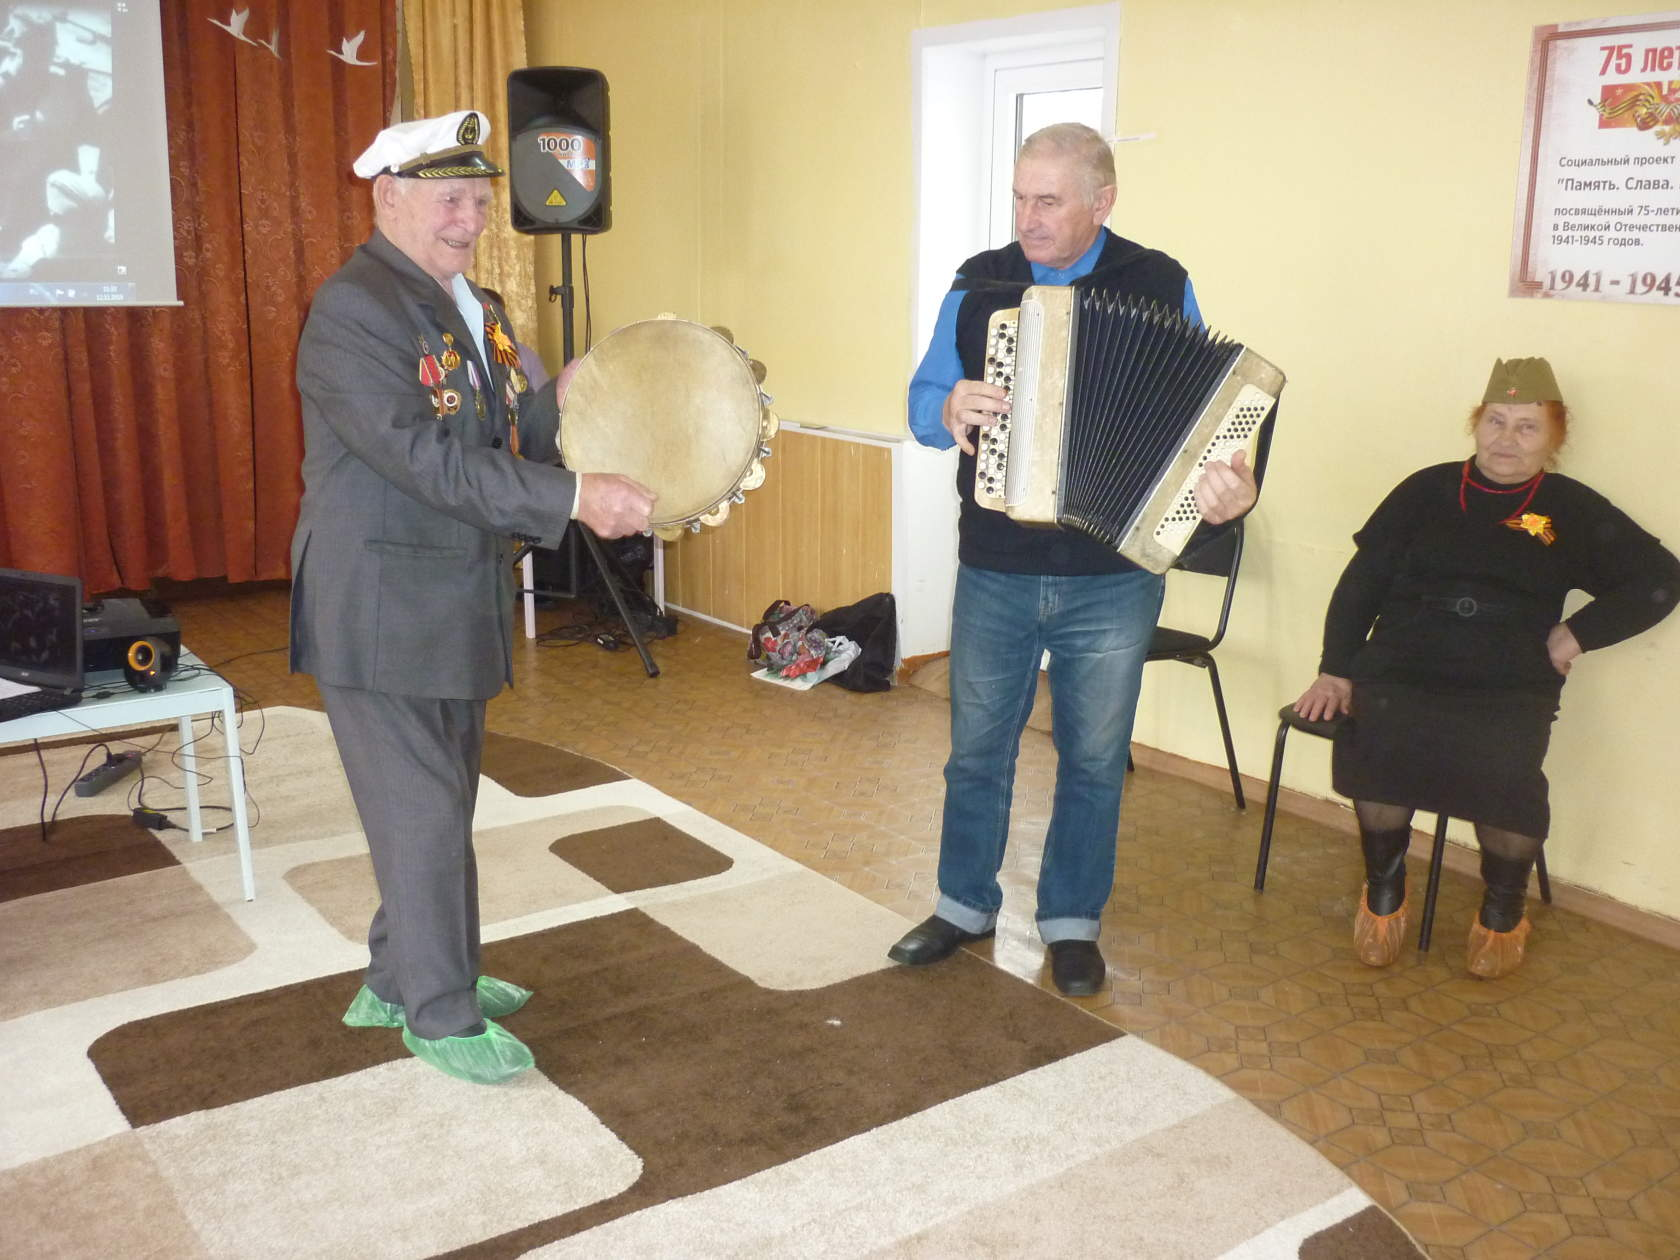 1000
75 лет
Социальный проект
"Память. Слава.
посвящённый 75-лети
в Великой Отечествен
1941-1945 годов.
1941 - 1945